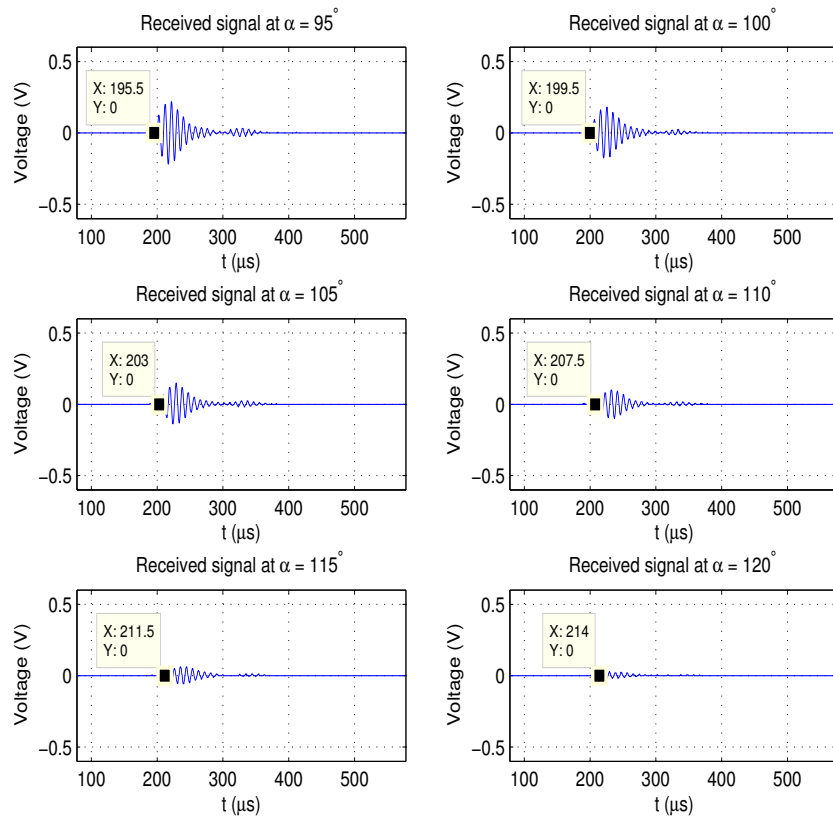 Received signal at α = 95°
X: 195.5
Y: 0
Voltage (V)
0.5
0
−0.5
100 200 300 400 500
t (μs)
Received signal at α = 100°
X: 199.5
Y: 0
Voltage (V)
0.5
0
−0.5
100 200 300 400 500
t (μs)
Received signal at α = 105°
X: 203
Y: 0
Voltage (V)
0.5
0
−0.5
100 200 300 400 500
t (μs)
Received signal at α = 110°
X: 207.5
Y: 0
Voltage (V)
0.5
0
−0.5
100 200 300 400 500
t (μs)
Received signal at α = 115°
X: 211.5
Y: 0
Voltage (V)
0.5
0
−0.5
100 200 300 400 500
t (μs)
Received signal at α = 120°
X: 214
Y: 0
Voltage (V)
0.5
0
−0.5
100 200 300 400 500
t (μs)